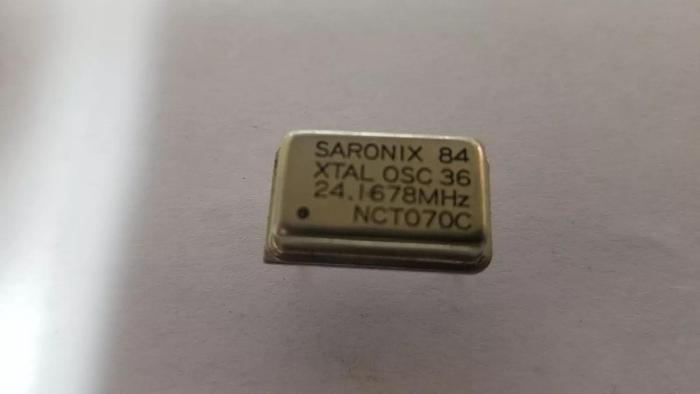 SARONIX 84
XTAL OSC 36
24.1678MHz
NCT070C